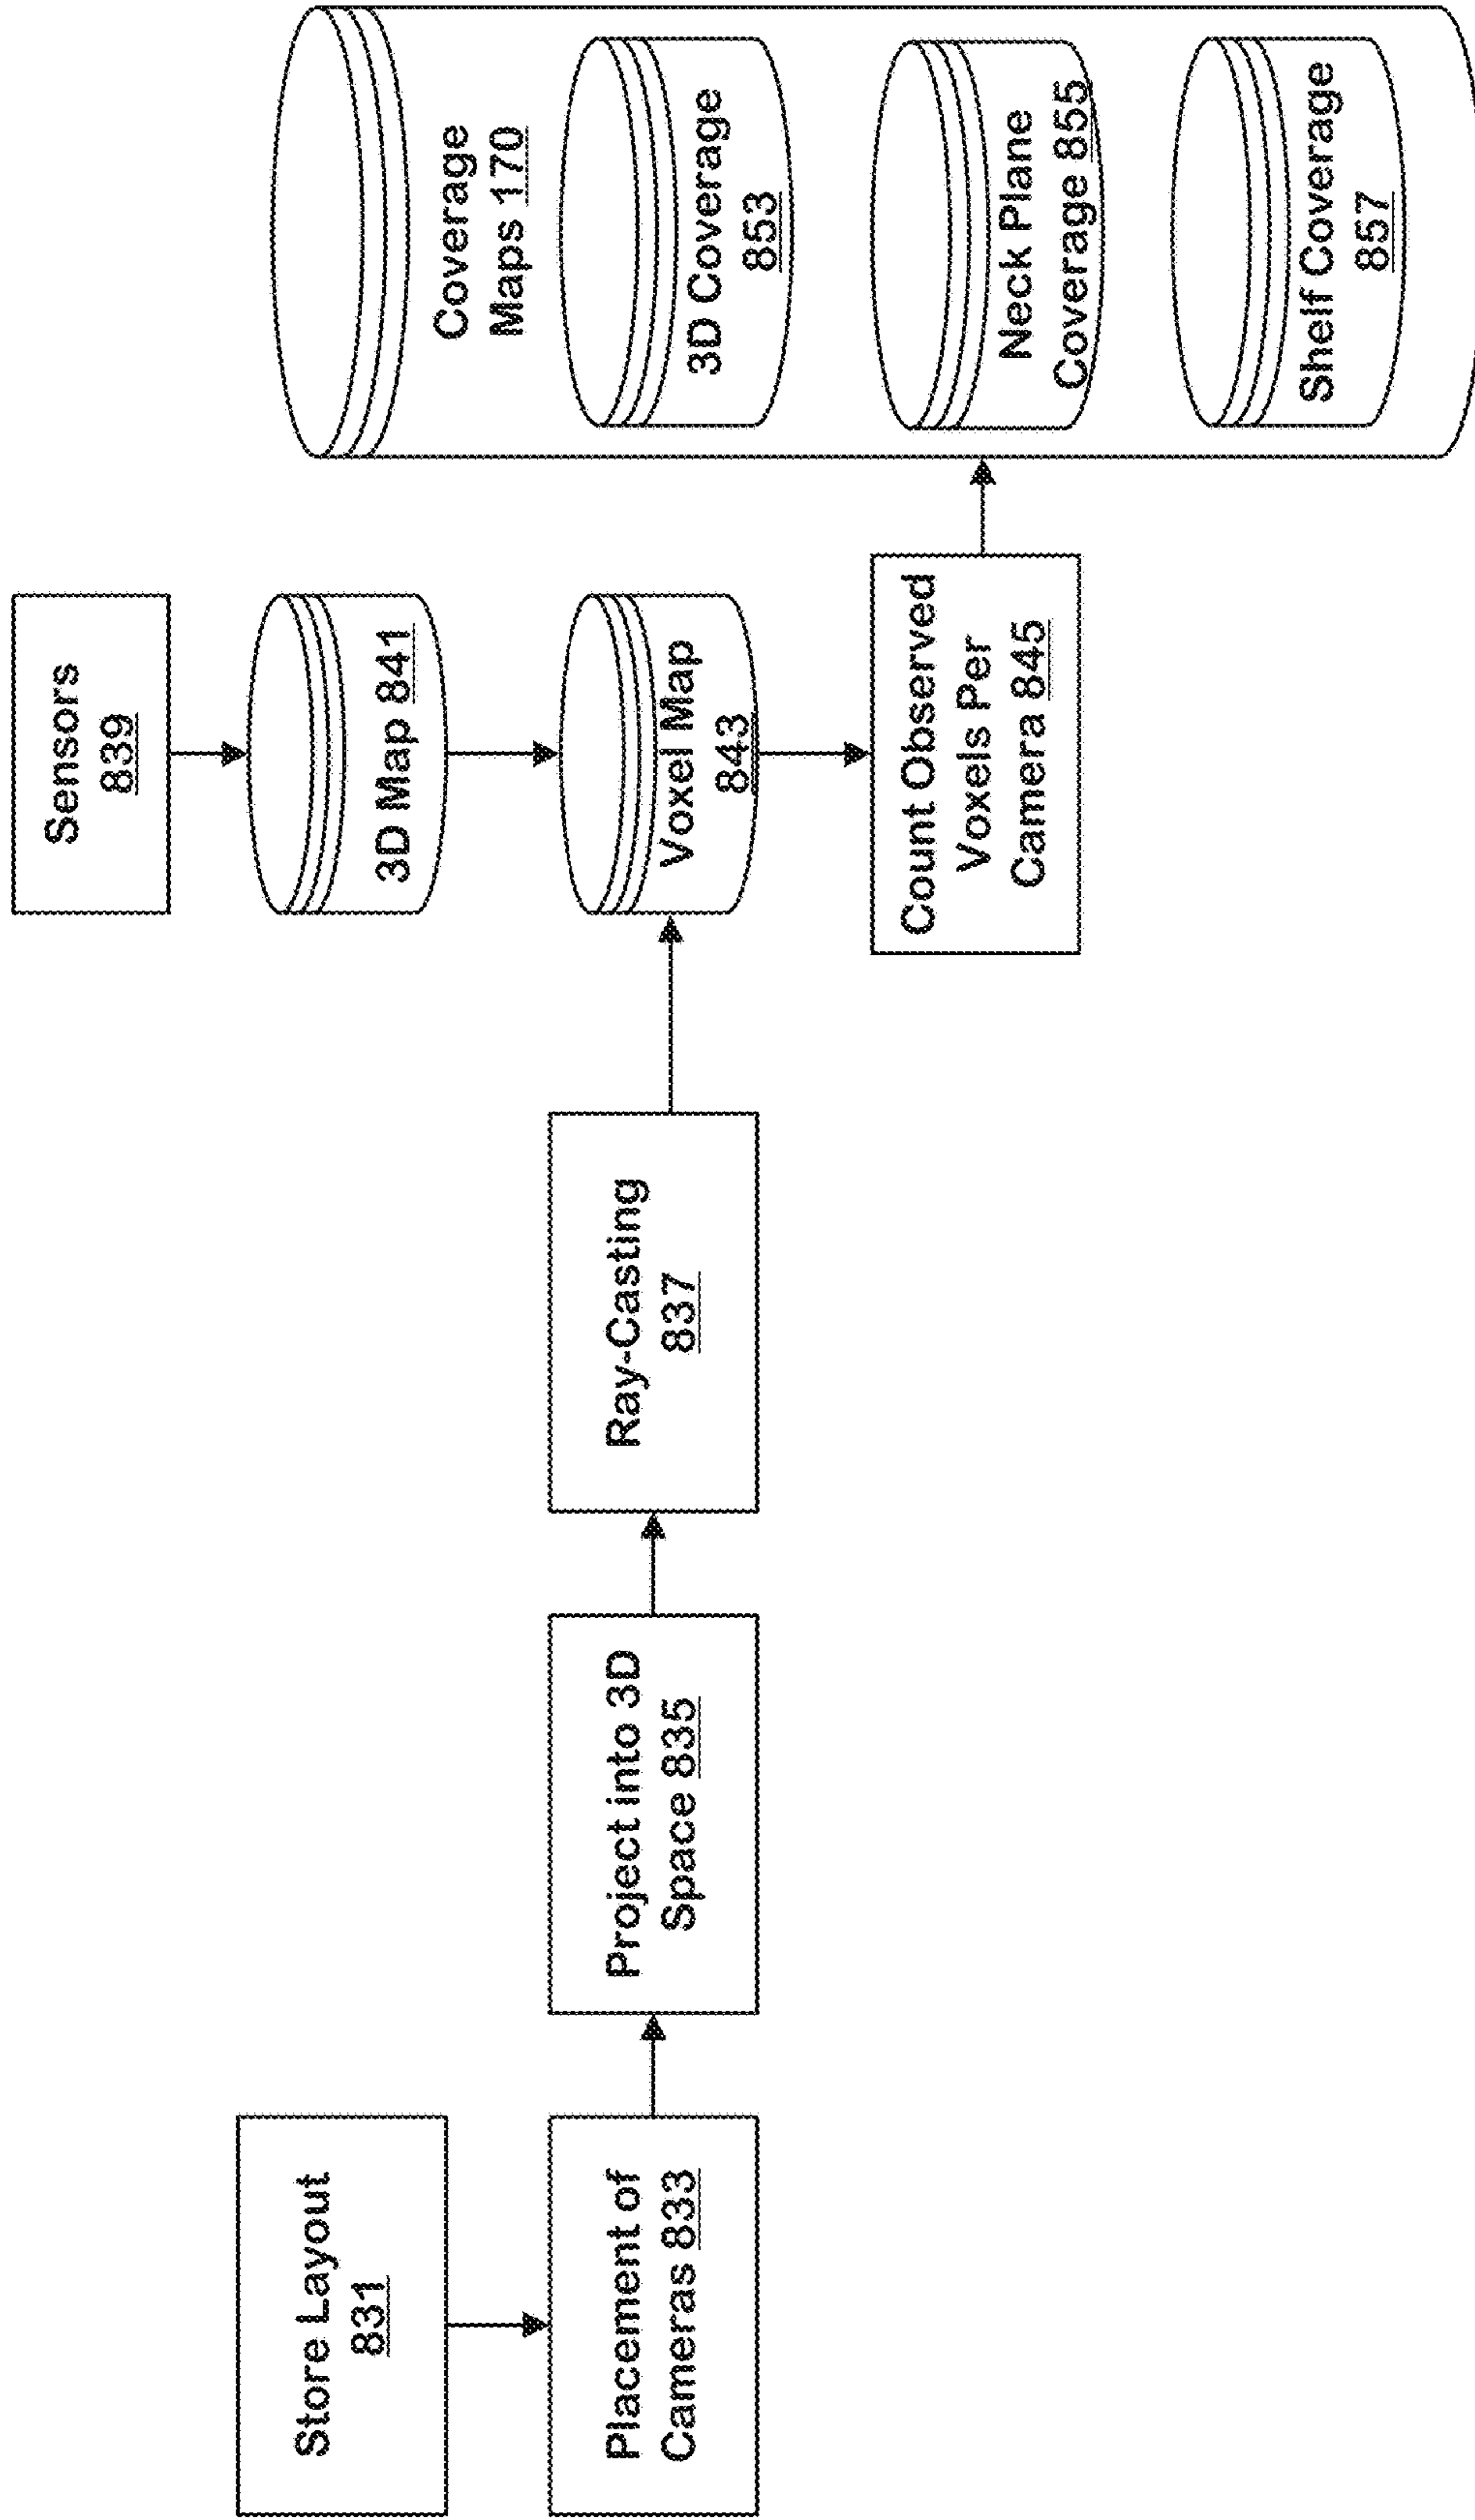 Store Layout
831
Placement of
Cameras 833
Project into 3D
Space 835
Ray-Casting
837
Sensors
839
3D Map 841
Voxel Map
843
Count Observed
Voxels Per
Camera 845
Coverage
Maps 170
3D Coverage
853
Neck Plane
Coverage 855
Shelf Coverage
857